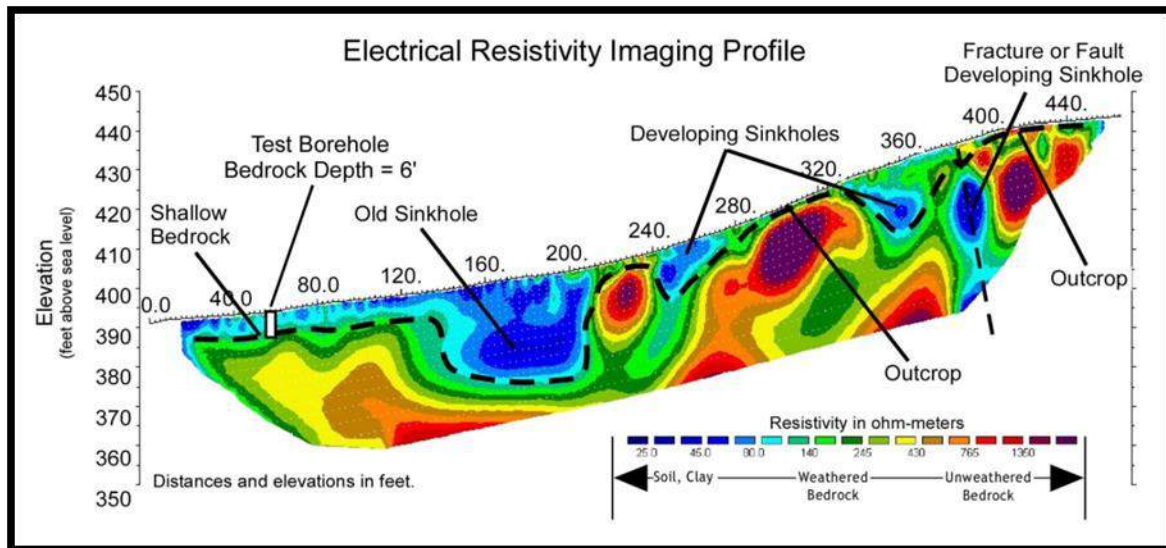 Electrical Resistivity Imaging Profile
Fracture or Fault
Developing Sinkhole
Test Borehole
Bedrock Depth = 6'
Developing Sinkholes
Shallow
Bedrock
Old Sinkhole
Outcrop
Outcrop
Elevation
(feet above sea level)
450
440
430
420
410
400
390
380
370
360
350
0.0
40.0
80.0
120.
160.
200.
240.
280.
320.
360.
400.
440.
Distances and elevations in feet.
Resistivity in ohm-meters
25.0 45.0 80.0 140 245 430 765 1360
Soil, Clay Weathered Bedrock Unweathered Bedrock